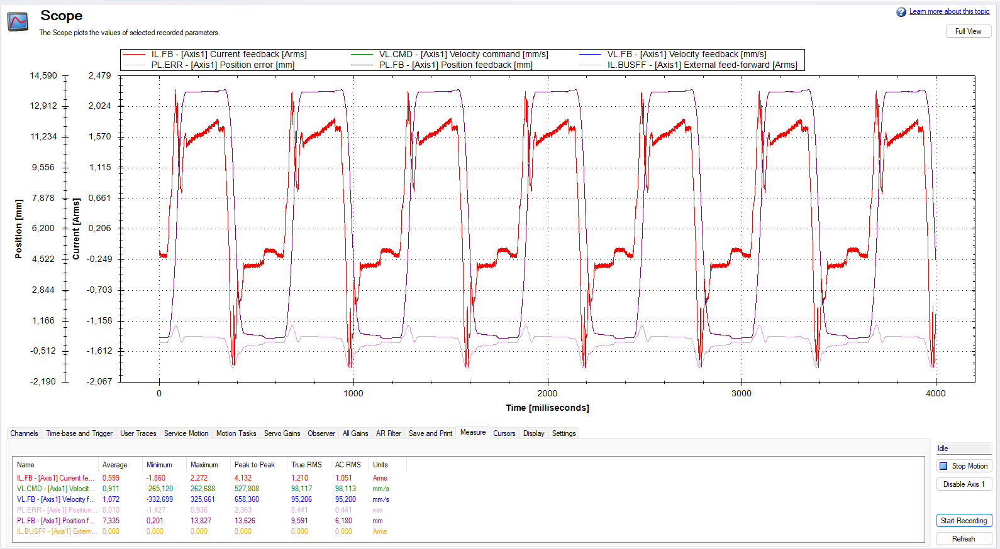 Scope
The Scope plots the values of selected recorded parameters.
Learn more about this topic
Full View
IL.FB - [Axis1] Current feedback [Arms] VL.CMD - [Axis1] Velocity command [mm/s] VL.FB - [Axis1] Velocity feedback [mm/s]
PL.ERR - [Axis1] Position error [mm] PL.FB - [Axis1] Position feedback [mm] IL.BUSFF - [Axis1] External feed-forward [Arms]
14,590 2,479
12,912 2,024
11,234 1,570
9,556 1,115
7,878 0,661
6,200 0,206
4,522 -0,249
2,844 -0,703
1,166 -1,158
-0,512 -1,612
-2,190 -2,067
Position [mm]
Current [Arms]
0 1000 2000 3000 4000
Time [milliseconds]
Channels Time-base and Trigger User Traces Service Motion Motion Tasks Servo Gains Observer All Gains AR Filter Save and Print Measure Cursors Display Settings
Name Average Minimum Maximum Peak to Peak True RMS AC RMS Units
IL.FB - [Axis1] Current fe... 0,599 -1,860 2,272 4,132 1,210 1,051 Arms
VL.CMD - [Axis1] Velocit... 0,911 -265,120 262,688 527,808 98,117 98,113 mm/s
VL.FB - [Axis1] Velocity f... 1,072 -332,699 325,661 658,360 95,206 95,200 mm/s
PL.ERR - [Axis1] Position... 0,010 -1,427 0,936 2,363 0,441 0,441 mm
PL.FB - [Axis1] Position f... 7,335 0,201 13,827 13,626 9,591 6,180 mm
IL.BUSFF - [Axis1] Extern... 0,000 0,000 0,000 0,000 0,000 0,000 Arms
Idle
Stop Motion
Disable Axis 1
Start Recording
Refresh